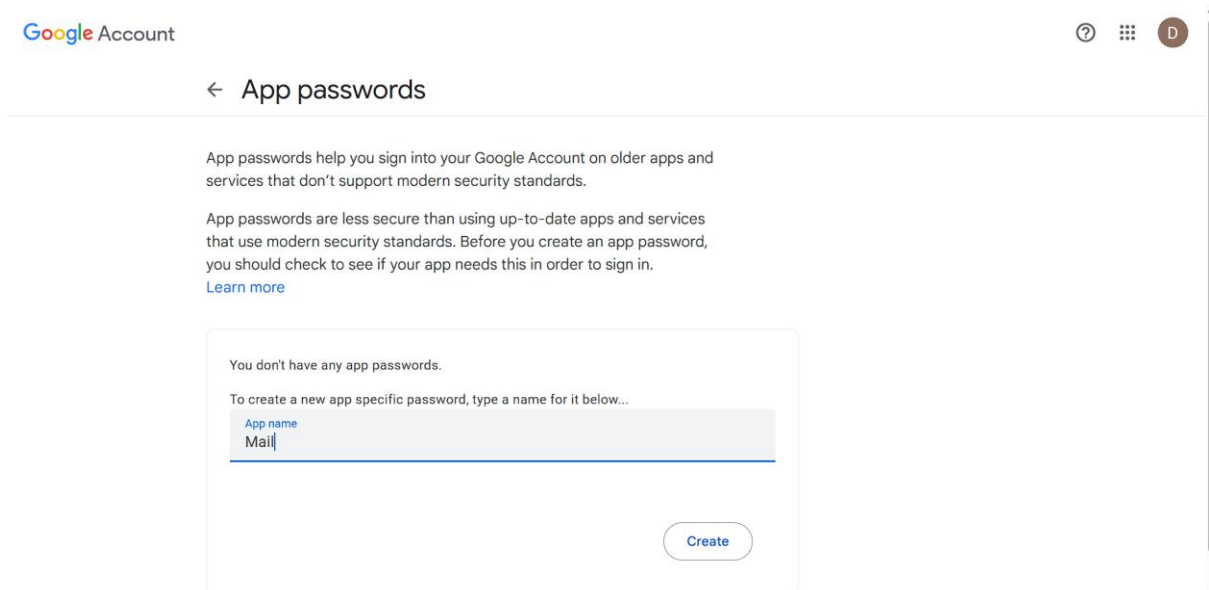 Google Account
D
App passwords
App passwords help you sign into your Google Account on older apps and
services that don’t support modern security standards.
App passwords are less secure than using up-to-date apps and services
that use modern security standards. Before you create an app password,
you should check to see if your app needs this in order to sign in.
Learn more
You don't have any app passwords.
To create a new app specific password, type a name for it below...
App name
Mail
Create